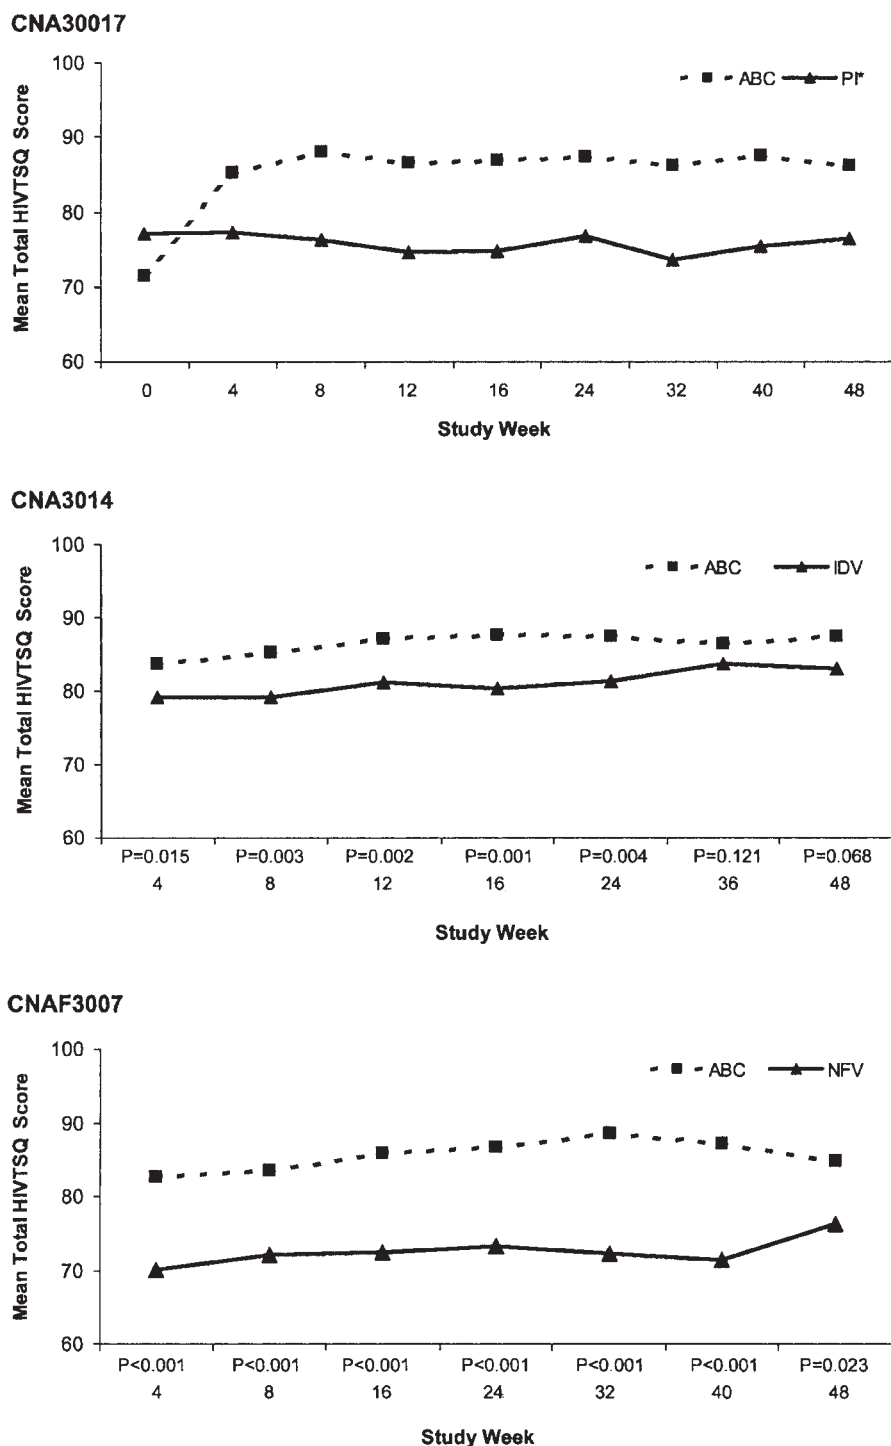 CNA30017
Mean Total HIVTSQ Score
100
90
80
70
60
ABC PI*
0 4 8 12 16 24 32 40 48
Study Week
CNA3014
Mean Total HIVTSQ Score
100
90
80
70
60
ABC IDV
P=0.015 P=0.003 P=0.002 P=0.001 P=0.004 P=0.121 P=0.068
4 8 12 16 24 36 48
Study Week
CNAF3007
Mean Total HIVTSQ Score
100
90
80
70
60
ABC NFV
P<0.001 P<0.001 P<0.001 P<0.001 P<0.001 P<0.001 P=0.023
4 8 16 24 32 40 48
Study Week